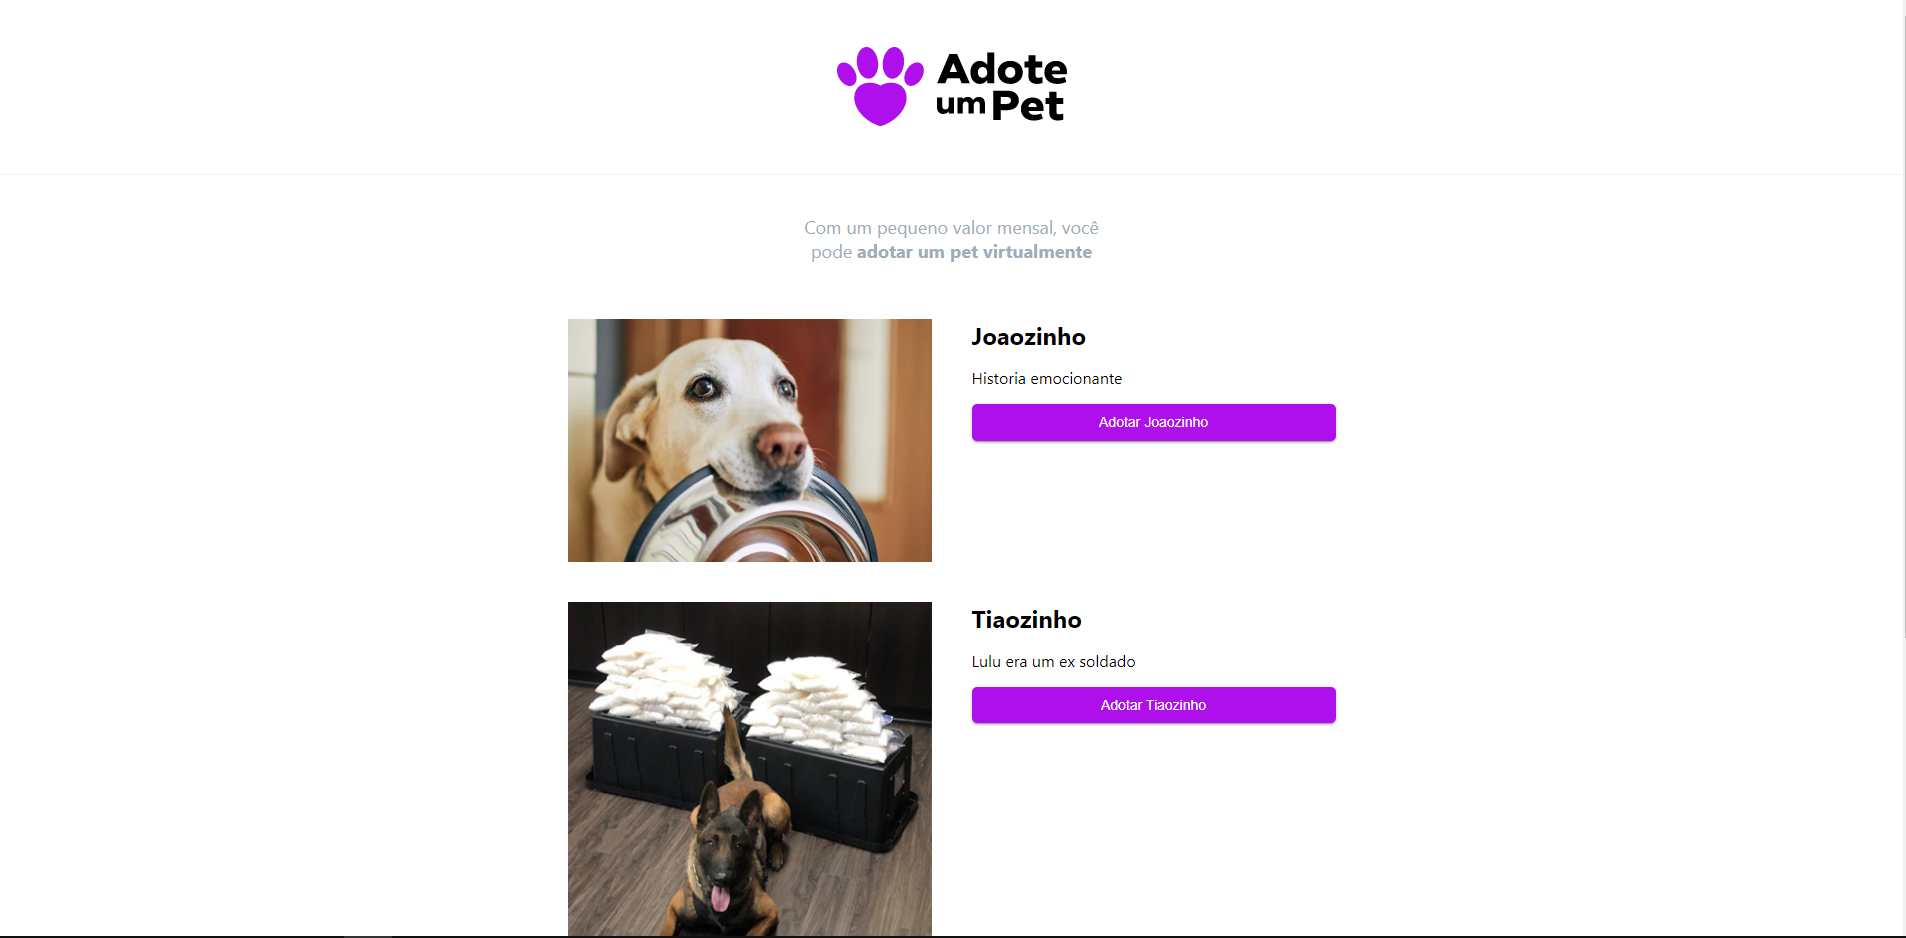 Adote
um Pet
Com um pequeno valor mensal, você
pode adotar um pet virtualmente
Joaozinho
Historia emocionante
Adotar Joaozinho
Tiaozinho
Lulu era um ex soldado
Adotar Tiaozinho